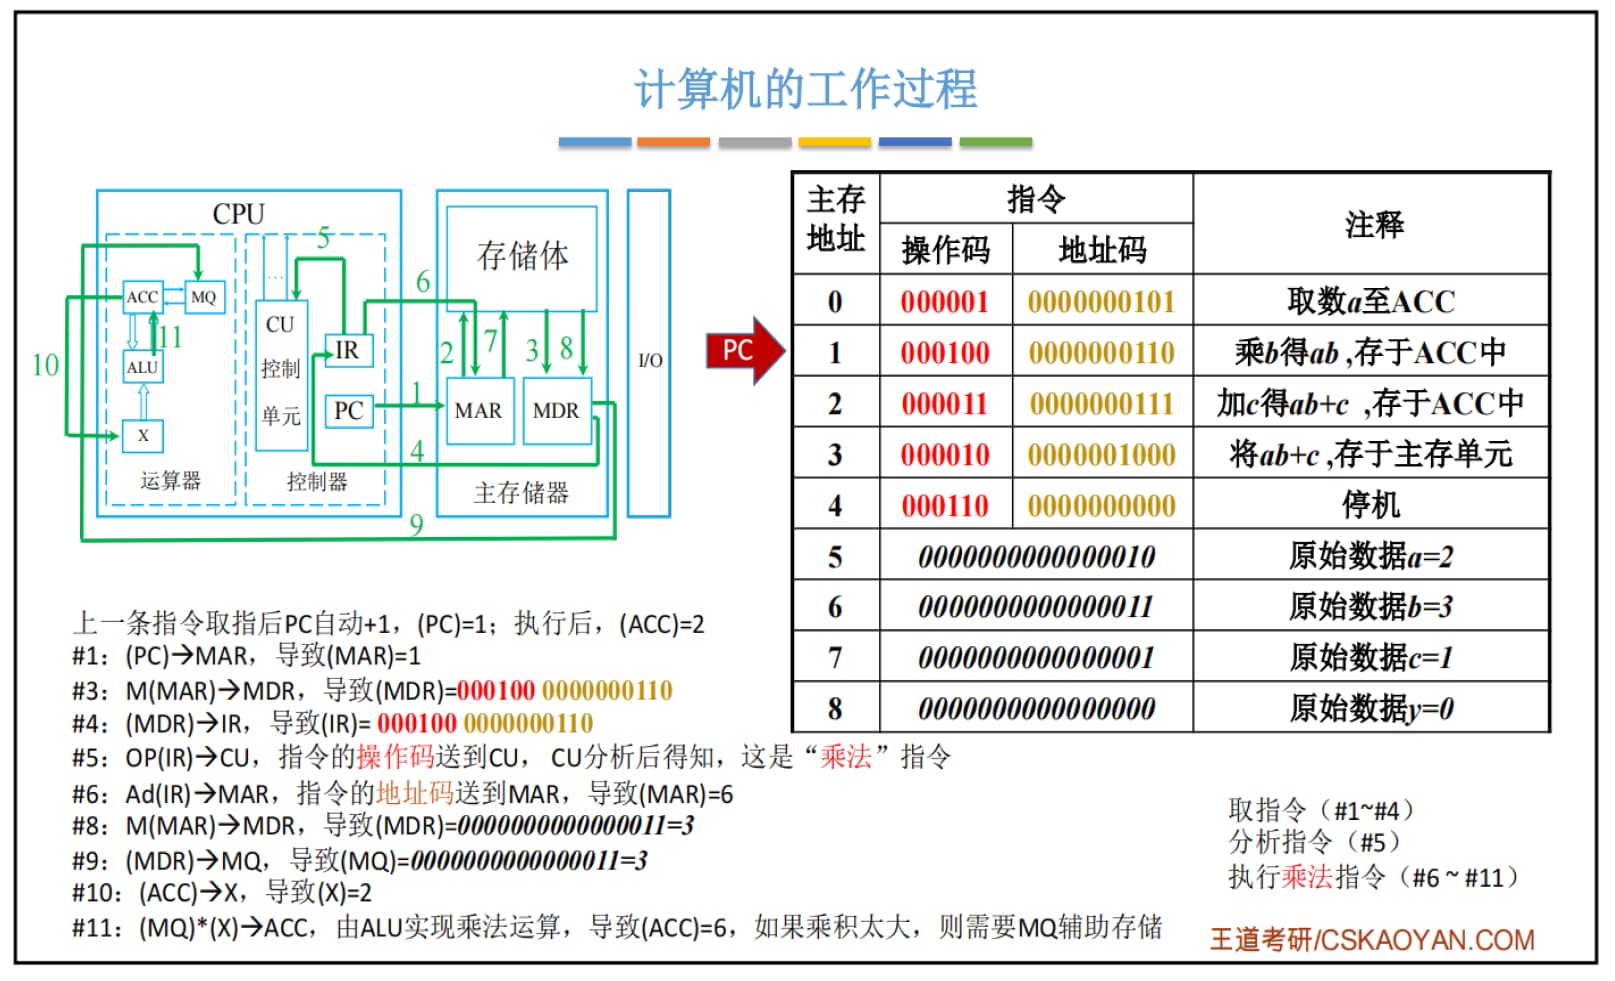 计算机的工作过程
CPU
5
ACC
MQ
11
ALU
X
10
运算器
CU
控制
单元
IR
PC
控制器
6
1
4
9
存储体
2
7
3
8
MAR
MDR
主存储器
I/O
PC
主存地址 指令 注释
操作码 地址码
0 000001 0000000101 取数a至ACC
1 000100 0000000110 乘b得ab ,存于ACC中
2 000011 0000000111 加c得ab+c ,存于ACC中
3 000010 0000001000 将ab+c ,存于主存单元
4 000110 0000000000 停机
5 0000000000000010 原始数据a=2
6 0000000000000011 原始数据b=3
7 0000000000000001 原始数据c=1
8 0000000000000000 原始数据y=0
上一条指令取指后PC自动+1，(PC)=1；执行后，(ACC)=2
#1：(PC)→MAR，导致(MAR)=1
#3：M(MAR)→MDR，导致(MDR)=000100 0000000110
#4：(MDR)→IR，导致(IR)= 000100 0000000110
#5：OP(IR)→CU，指令的操作码送到CU， CU分析后得知，这是“乘法”指令
#6：Ad(IR)→MAR，指令的地址码送到MAR，导致(MAR)=6
#8：M(MAR)→MDR，导致(MDR)=0000000000000011=3
#9：(MDR)→MQ，导致(MQ)=0000000000000011=3
#10：(ACC)→X，导致(X)=2
#11：(MQ)*(X)→ACC，由ALU实现乘法运算，导致(ACC)=6，如果乘积太大，则需要MQ辅助存储
取指令（#1~#4）
分析指令（#5）
执行乘法指令（#6 ~ #11）
王道考研/CSKAOYAN.COM